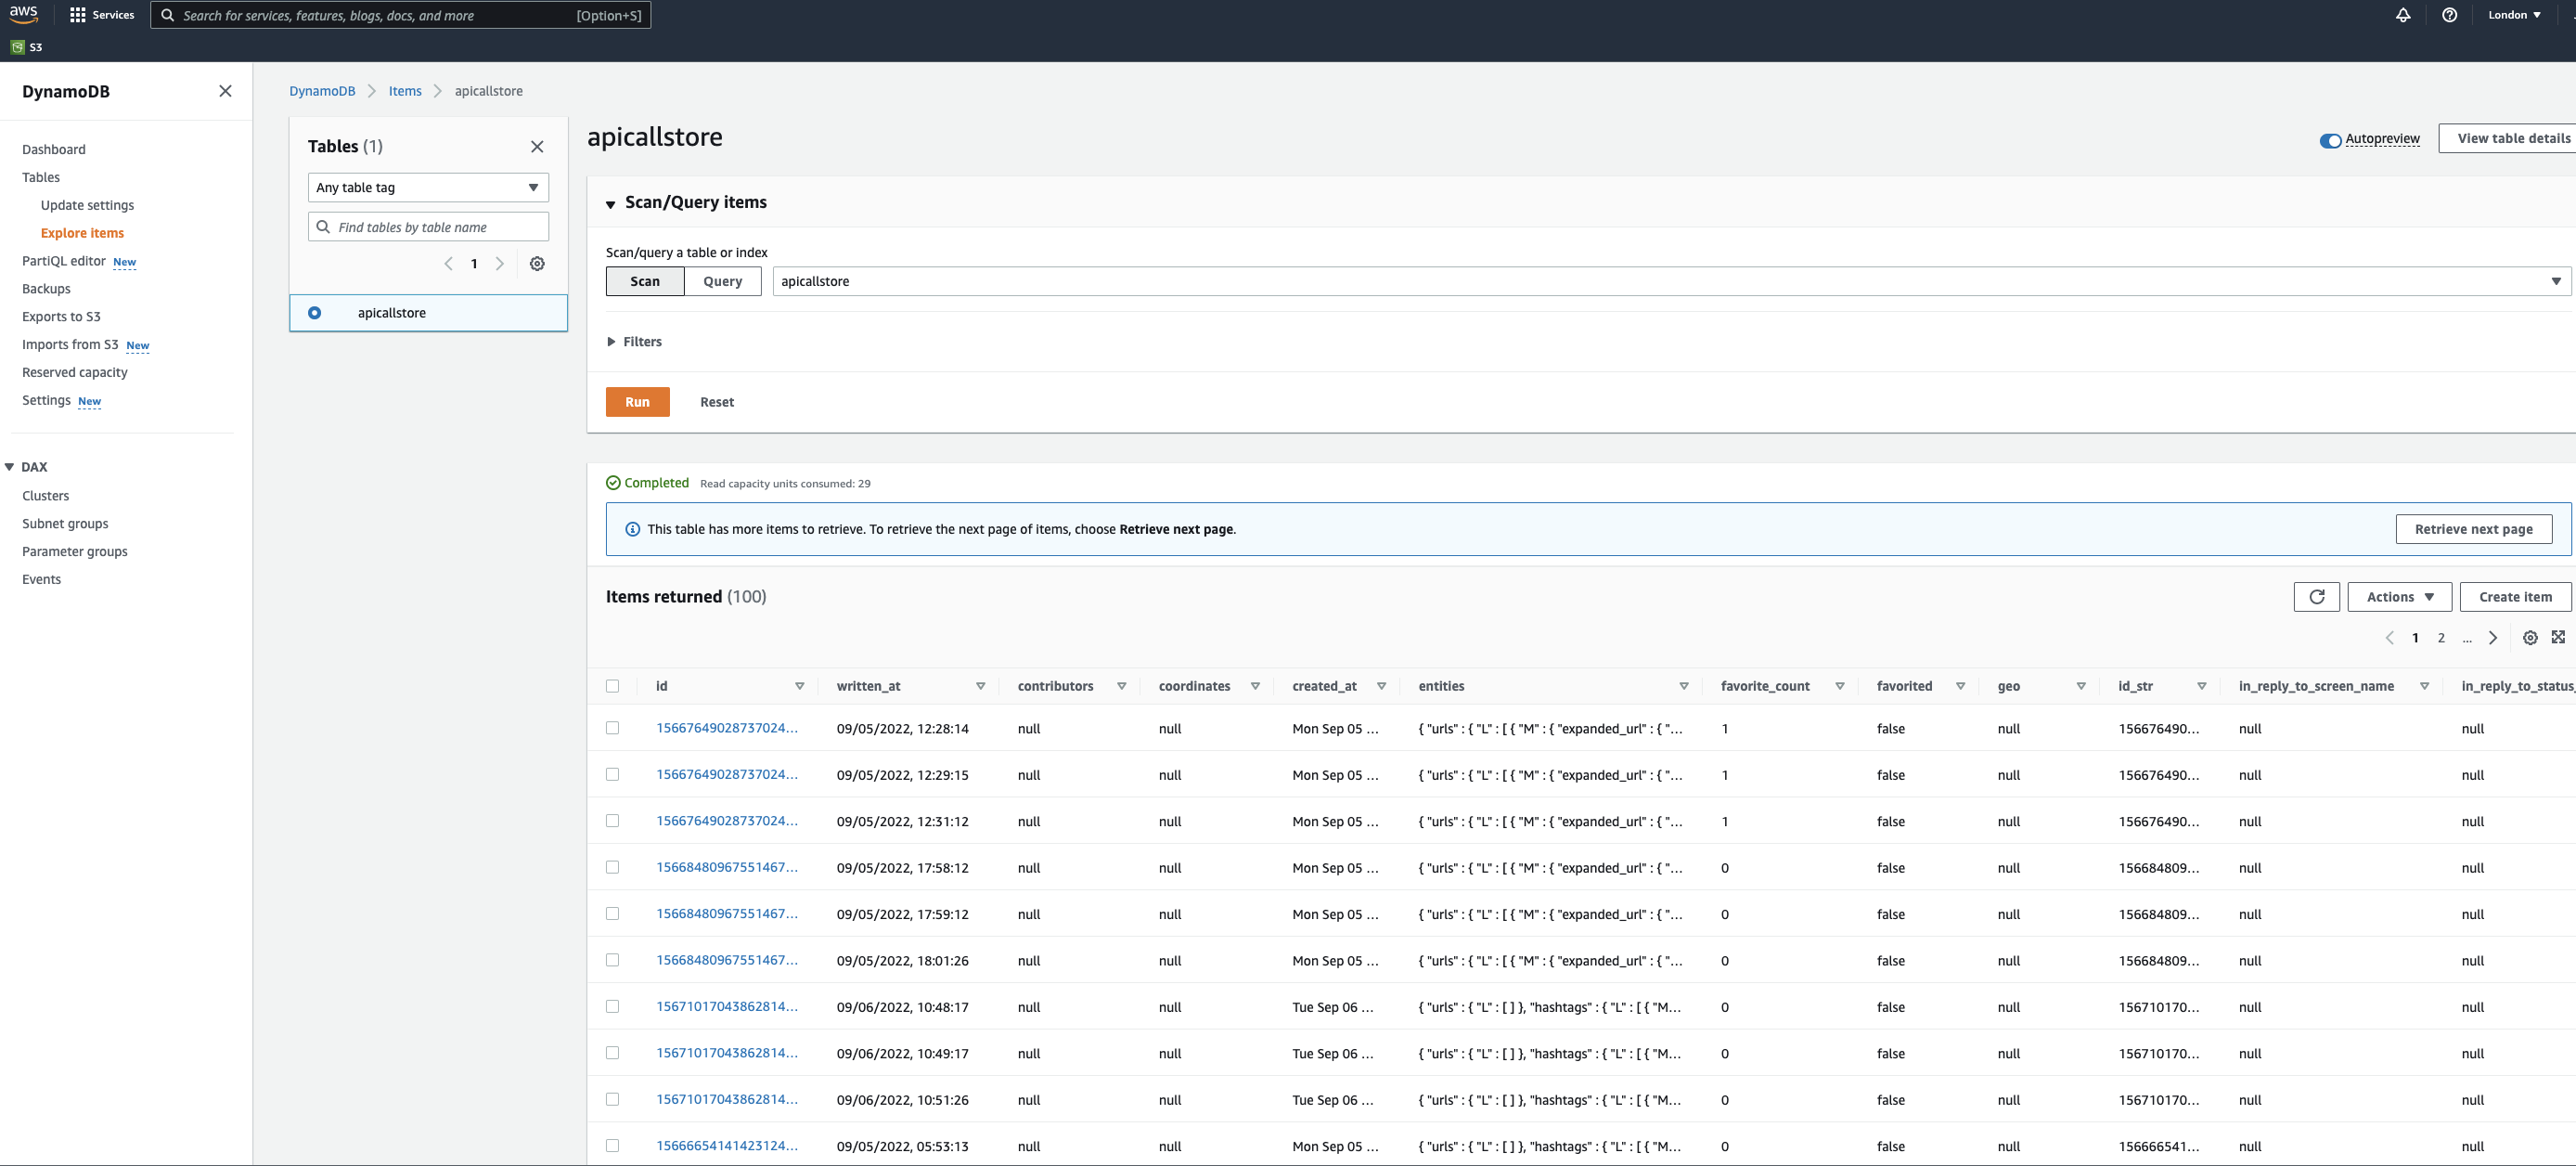 aws Services Search for services, features, blogs, docs, and more [Option+S] London
S3
DynamoDB
Dashboard
Tables
Update settings
Explore items
PartiQL editor New
Backups
Exports to S3
Imports from S3 New
Reserved capacity
Settings New
DAX
Clusters
Subnet groups
Parameter groups
Events
DynamoDB Items apicallstore
Tables (1)
Any table tag
Find tables by table name
1
apicallstore
apicallstore
Autopreview View table details
Scan/Query items
Scan/query a table or index
Scan Query apicallstore
Filters
Run Reset
Completed Read capacity units consumed: 29
This table has more items to retrieve. To retrieve the next page of items, choose Retrieve next page. Retrieve next page
Items returned (100) Actions Create item
1 2 ...
id written_at contributors coordinates created_at entities favorite_count favorited geo id_str in_reply_to_screen_name in_reply_to_status_
15667649028737024... 09/05/2022, 12:28:14 null null Mon Sep 05 ... { "urls" : { "L" : [ { "M" : { "expanded_url" : { "... 1 false null 156676490... null null
15667649028737024... 09/05/2022, 12:29:15 null null Mon Sep 05 ... { "urls" : { "L" : [ { "M" : { "expanded_url" : { "... 1 false null 156676490... null null
15667649028737024... 09/05/2022, 12:31:12 null null Mon Sep 05 ... { "urls" : { "L" : [ { "M" : { "expanded_url" : { "... 1 false null 156676490... null null
15668480967551467... 09/05/2022, 17:58:12 null null Mon Sep 05 ... { "urls" : { "L" : [ { "M" : { "expanded_url" : { "... 0 false null 156684809... null null
15668480967551467... 09/05/2022, 17:59:12 null null Mon Sep 05 ... { "urls" : { "L" : [ { "M" : { "expanded_url" : { "... 0 false null 156684809... null null
15668480967551467... 09/05/2022, 18:01:26 null null Mon Sep 05 ... { "urls" : { "L" : [ { "M" : { "expanded_url" : { "... 0 false null 156684809... null null
15671017043862814... 09/06/2022, 10:48:17 null null Tue Sep 06 ... { "urls" : { "L" : [ ] }, "hashtags" : { "L" : [ { "M... 0 false null 156710170... null null
15671017043862814... 09/06/2022, 10:49:17 null null Tue Sep 06 ... { "urls" : { "L" : [ ] }, "hashtags" : { "L" : [ { "M... 0 false null 156710170... null null
15671017043862814... 09/06/2022, 10:51:26 null null Tue Sep 06 ... { "urls" : { "L" : [ ] }, "hashtags" : { "L" : [ { "M... 0 false null 156710170... null null
15666654141423124... 09/05/2022, 05:53:13 null null Mon Sep 05 ... { "urls" : { "L" : [ ] }, "hashtags" : { "L" : [ { "M... 0 false null 156666541... null null